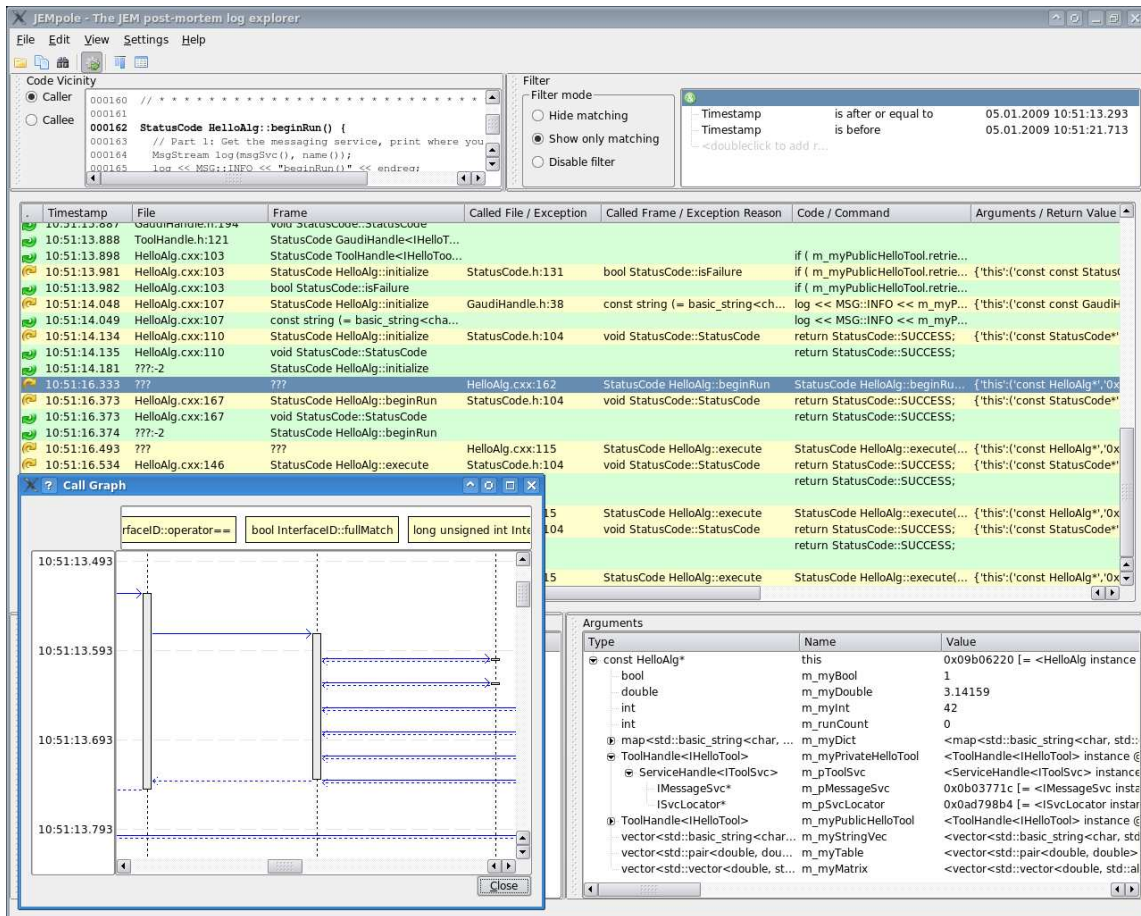 JEMpole - The JEM post-mortem log explorer
File Edit View Settings Help
Code Vicinity
Caller
Callee
000160 // * * * * * * * * * * * * * * * * * * * * * * * * * *
000161
000162 StatusCode HelloAlg::beginRun() {
000163 // Part 1: Get the messaging service, print where you
000164 MsgStream log(msgSvc(), name());
000165 log << MSG::INFO << "beginRun()" << endreq;
Filter
Filter mode
Hide matching
Show only matching
Disable filter
&
Timestamp is after or equal to 05.01.2009 10:51:13.293
Timestamp is before 05.01.2009 10:51:21.713
<doubleclick to add r...
. Timestamp File Frame Called File / Exception Called Frame / Exception Reason Code / Command Arguments / Return Value
10:51:13.887 GaudiHandle.h:194 void StatusCode::StatusCode
10:51:13.888 ToolHandle.h:121 StatusCode GaudiHandle<IHelloT...
10:51:13.898 HelloAlg.cxx:103 StatusCode ToolHandle<IHelloToo... if ( m_myPublicHelloTool.retrie...
10:51:13.981 HelloAlg.cxx:103 StatusCode HelloAlg::initialize StatusCode.h:131 bool StatusCode::isFailure if ( m_myPublicHelloTool.retrie... {'this':('const const Status
10:51:13.982 HelloAlg.cxx:103 bool StatusCode::isFailure if ( m_myPublicHelloTool.retrie...
10:51:14.048 HelloAlg.cxx:107 StatusCode HelloAlg::initialize GaudiHandle.h:38 const string (= basic_string<ch... log << MSG::INFO << m_myP... {'this':('const const GaudiH
10:51:14.049 HelloAlg.cxx:107 const string (= basic_string<cha... log << MSG::INFO << m_myP...
10:51:14.134 HelloAlg.cxx:110 StatusCode HelloAlg::initialize StatusCode.h:104 void StatusCode::StatusCode return StatusCode::SUCCESS; {'this':('const StatusCode*'
10:51:14.135 HelloAlg.cxx:110 void StatusCode::StatusCode return StatusCode::SUCCESS;
10:51:14.181 ???:-2 StatusCode HelloAlg::initialize
10:51:16.333 ??? ??? HelloAlg.cxx:162 StatusCode HelloAlg::beginRun StatusCode HelloAlg::beginRu... {'this':('const HelloAlg*','0x
10:51:16.373 HelloAlg.cxx:167 StatusCode HelloAlg::beginRun StatusCode.h:104 void StatusCode::StatusCode return StatusCode::SUCCESS; {'this':('const StatusCode*'
10:51:16.373 HelloAlg.cxx:167 void StatusCode::StatusCode return StatusCode::SUCCESS;
10:51:16.374 ???:-2 StatusCode HelloAlg::beginRun
10:51:16.493 ??? ??? HelloAlg.cxx:115 StatusCode HelloAlg::execute StatusCode HelloAlg::execute(... {'this':('const HelloAlg*','0x
10:51:16.534 HelloAlg.cxx:146 StatusCode HelloAlg::execute StatusCode.h:104 void StatusCode::StatusCode return StatusCode::SUCCESS; {'this':('const StatusCode*'
return StatusCode::SUCCESS;
15 StatusCode HelloAlg::execute StatusCode HelloAlg::execute(... {'this':('const HelloAlg*','0x
104 void StatusCode::StatusCode return StatusCode::SUCCESS; {'this':('const StatusCode*'
return StatusCode::SUCCESS;
15 StatusCode HelloAlg::execute StatusCode HelloAlg::execute(... {'this':('const HelloAlg*','0x
Call Graph
rfaceID::operator== bool InterfaceID::fullMatch long unsigned int Inte
10:51:13.493
10:51:13.593
10:51:13.693
10:51:13.793
Close
Arguments
Type Name Value
const HelloAlg* this 0x09b06220 [= <HelloAlg instance
bool m_myBool 1
double m_myDouble 3.14159
int m_myInt 42
int m_runCount 0
map<std::basic_string<char, ... m_myDict <map<std::basic_string<char, std::
ToolHandle<IHelloTool> m_myPrivateHelloTool <ToolHandle<IHelloTool> instance @
ServiceHandle<IToolSvc> m_pToolSvc <ServiceHandle<IToolSvc> instance
IMessageSvc* m_pMessageSvc 0x0b03771c [= <IMessageSvc insta
ISvcLocator* m_pSvcLocator 0x0ad798b4 [= <ISvcLocator instar
ToolHandle<IHelloTool> m_myPublicHelloTool <ToolHandle<IHelloTool> instance @
vector<std::basic_string<char... m_myStringVec <vector<std::basic_string<char, std
vector<std::pair<double, dou... m_myTable <vector<std::pair<double, double>
vector<std::vector<double, st... m_myMatrix <vector<std::vector<double, std::al